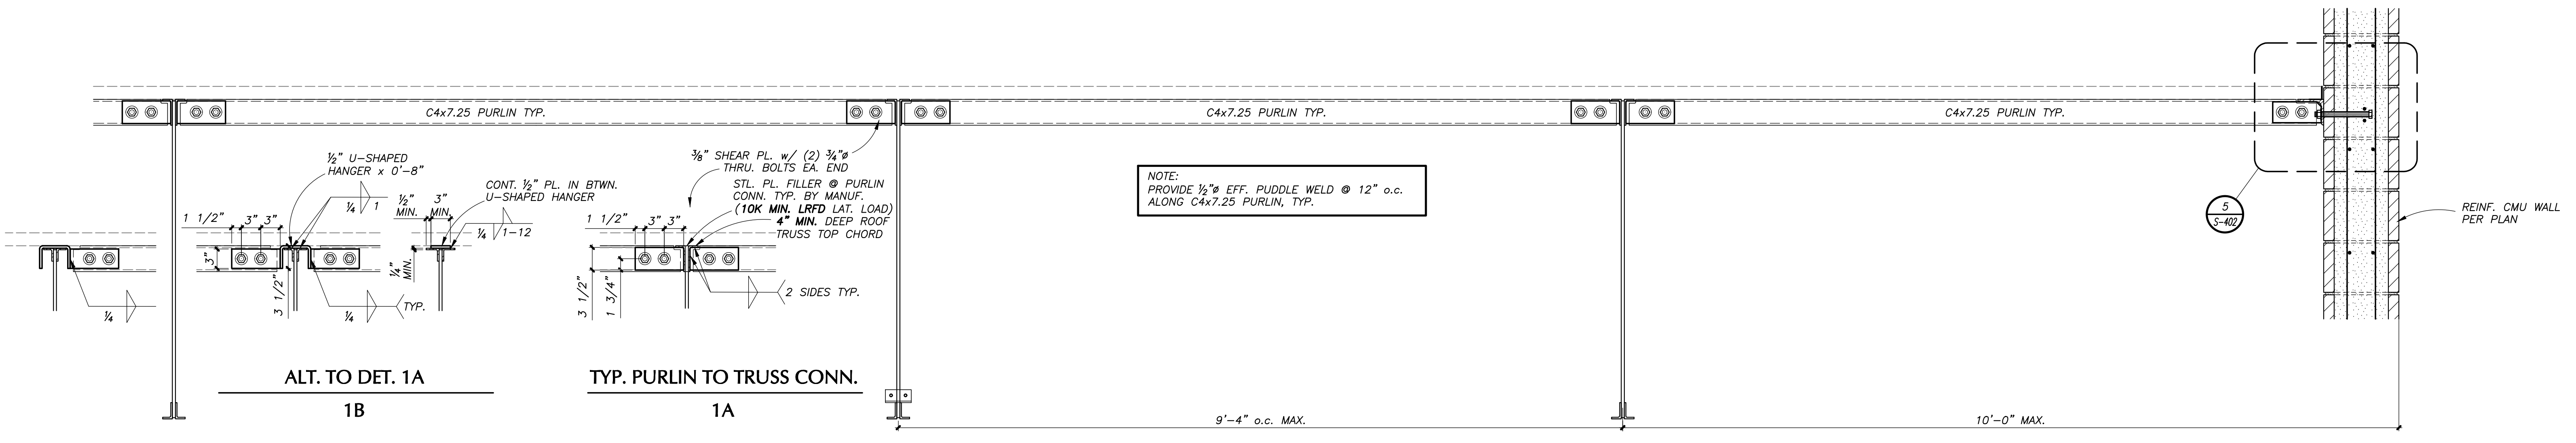 C4x7.25 PURLIN TYP.
C4x7.25 PURLIN TYP.
C4x7.25 PURLIN TYP.
½" U-SHAPED
HANGER x 0'-8"
¼ 1
CONT. ½" PL. IN BTWN.
U-SHAPED HANGER
½"
MIN.
3"
MIN.
¼ 1-12
¼"
MIN.
1 1/2"
3"
3"
3"
3 1/2"
¼
¼
TYP.
ALT. TO DET. 1A
1B
⅜" SHEAR PL. w/ (2) ¾"ø
THRU. BOLTS EA. END
STL. PL. FILLER @ PURLIN
CONN. TYP. BY MANUF.
(10K MIN. LRFD LAT. LOAD)
4" MIN. DEEP ROOF
TRUSS TOP CHORD
1 1/2"
3"
3"
3 1/2"
1 3/4"
2 SIDES TYP.
TYP. PURLIN TO TRUSS CONN.
1A
NOTE:
PROVIDE ½"ø EFF. PUDDLE WELD @ 12" o.c.
ALONG C4x7.25 PURLIN, TYP.
5
S-402
REINF. CMU WALL
PER PLAN
9'-4" o.c. MAX.
10'-0" MAX.